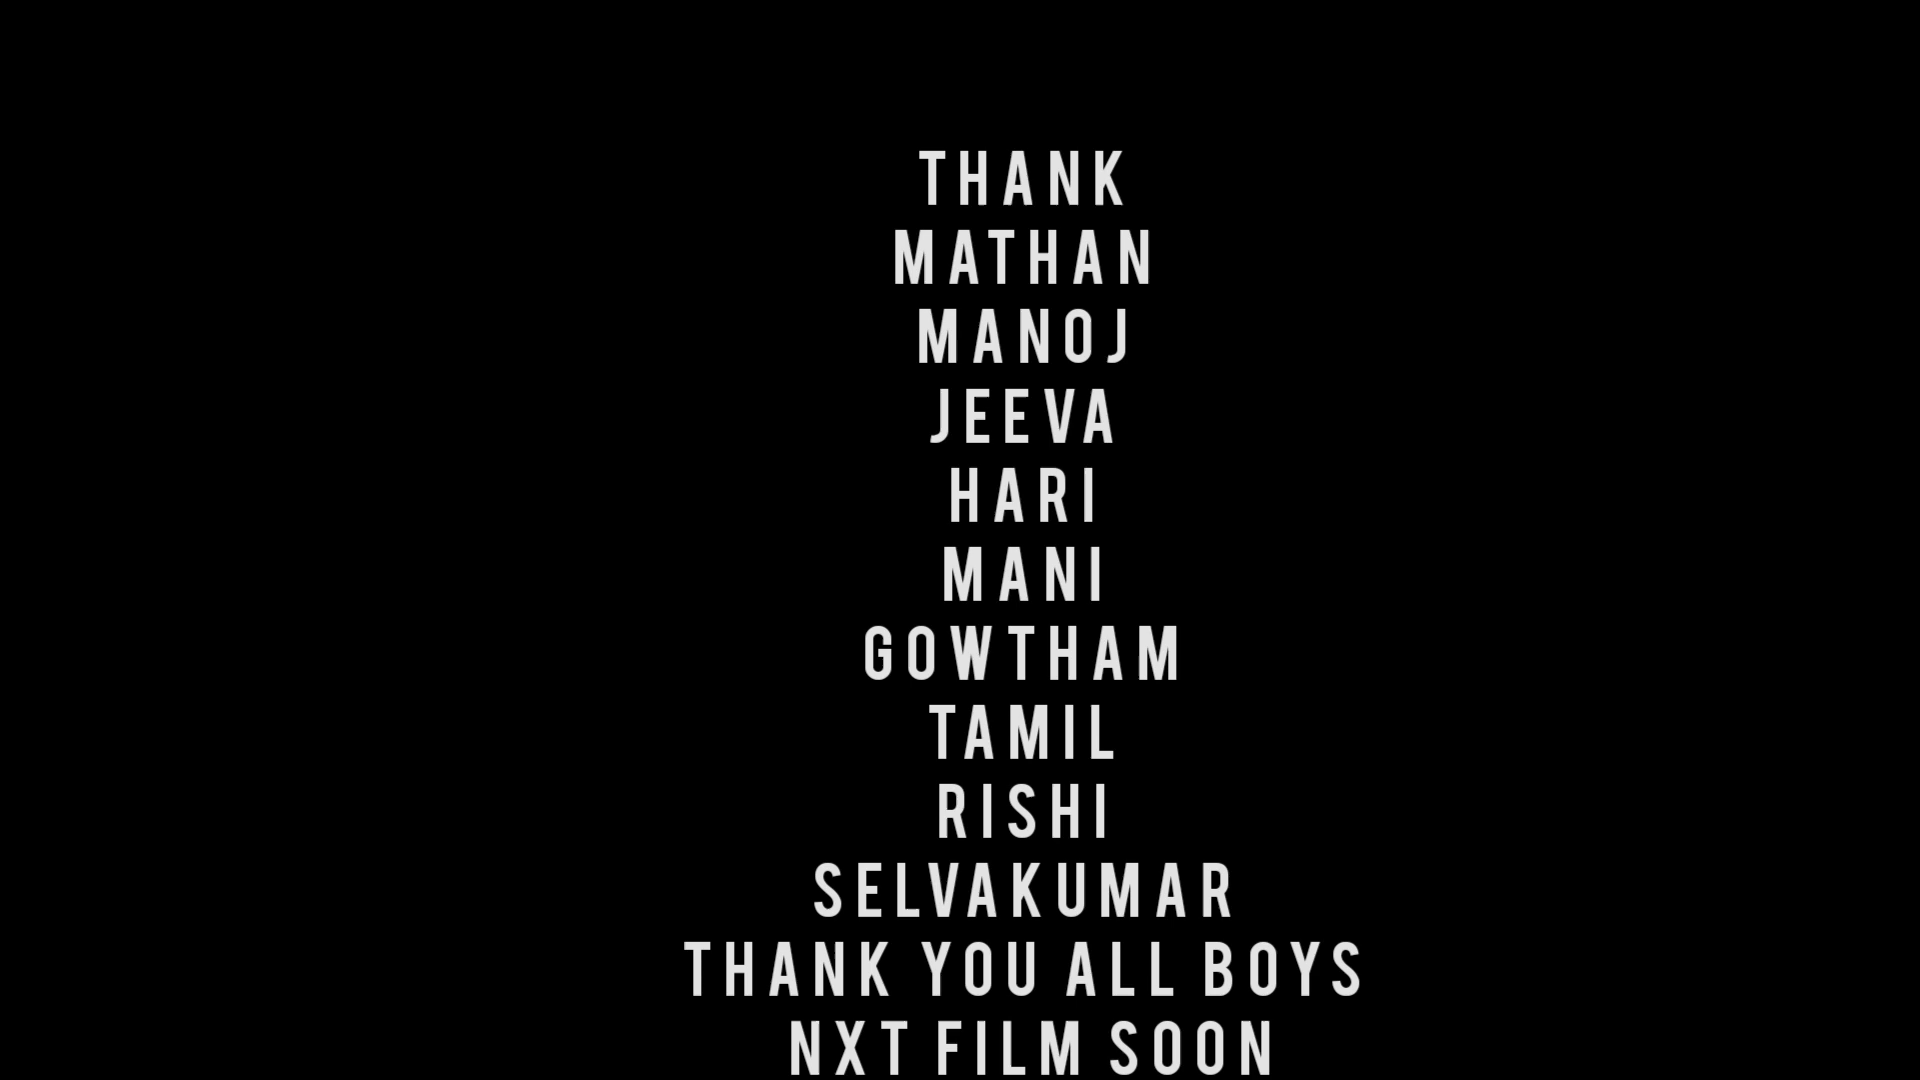 THANK
MATHAN
MANOJ
JEEVA
HARI
MANI
GOWTHAM
TAMIL
RISHI
SELVAKUMAR
THANK YOU ALL BOYS
NXT FILM SOON